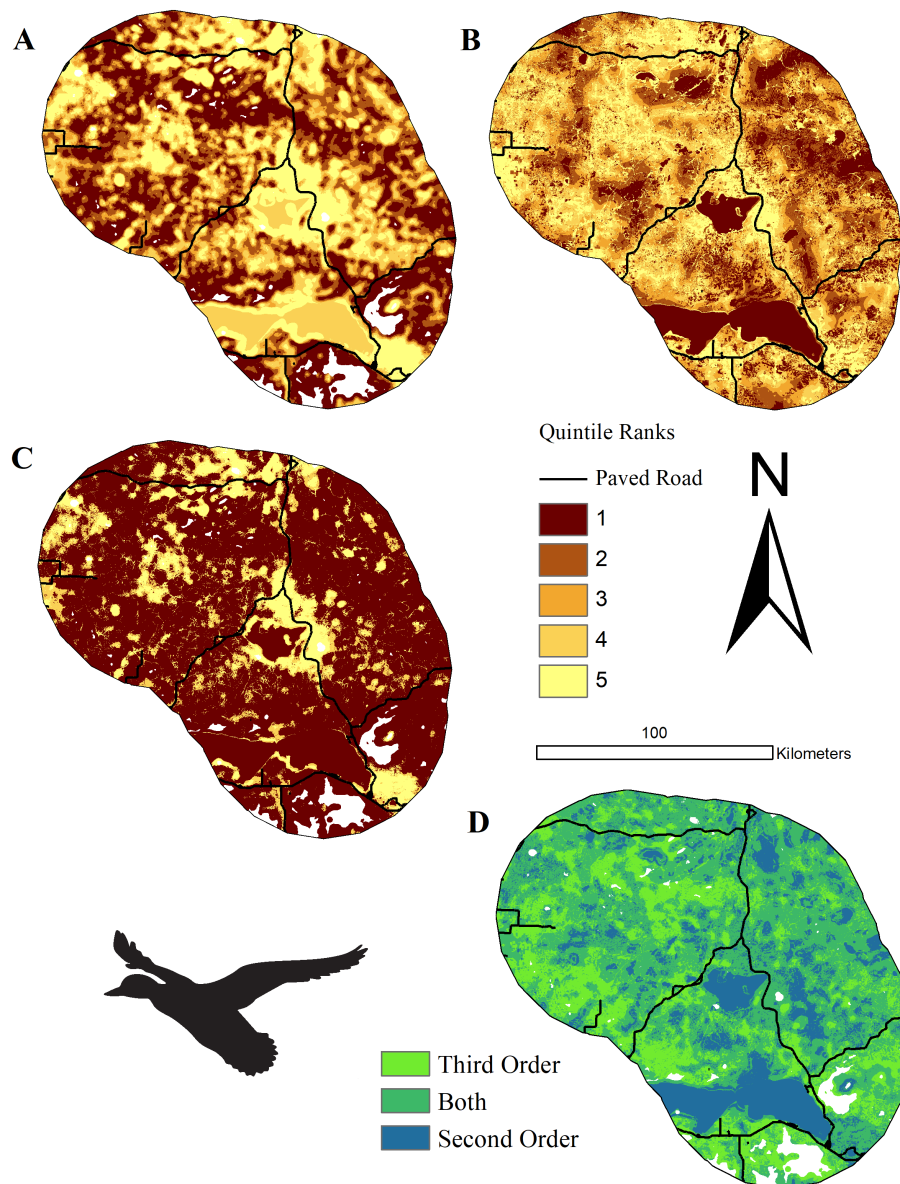 A
B
Quintile Ranks
Paved Road
1
2
3
4
5
N
100
Kilometers
C
D
Third Order
Both
Second Order